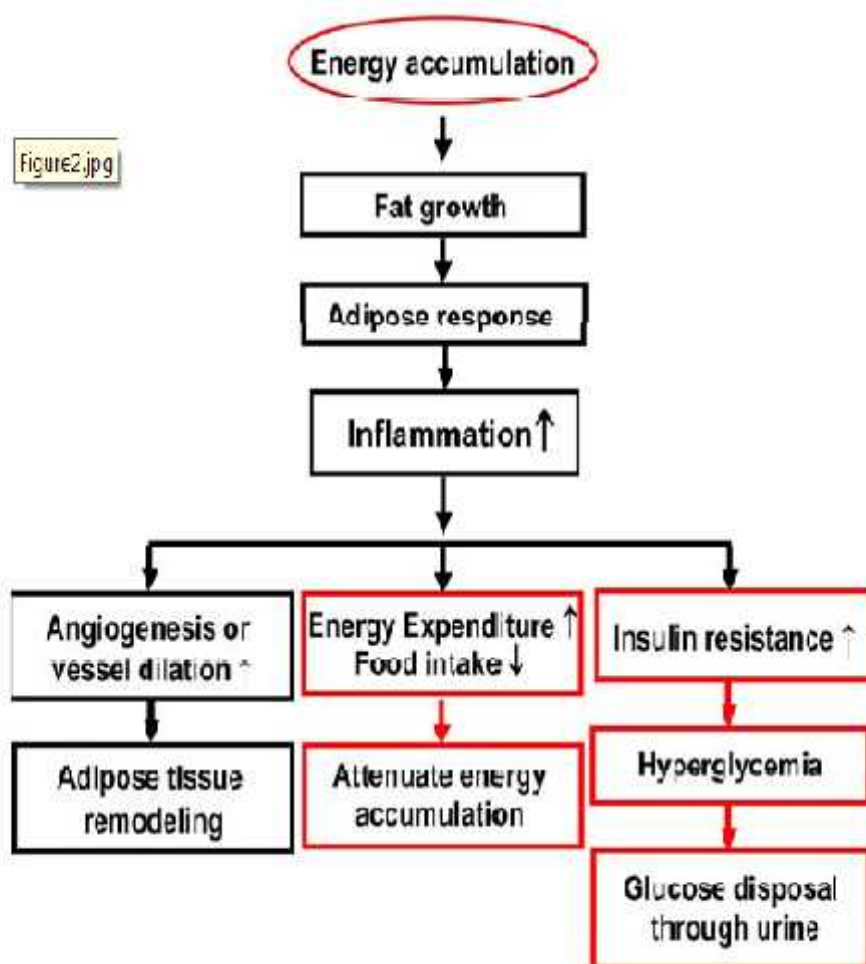 Energy accumulation
Figure2.jpg
Fat growth
Adipose response
Inflammation ↑
Angiogenesis or
vessel dilation ↑
Energy Expenditure ↑
Food intake ↓
Insulin resistance ↑
Adipose tissue
remodeling
Attenuate energy
accumulation
Hyperglycemia
Glucose disposal
through urine